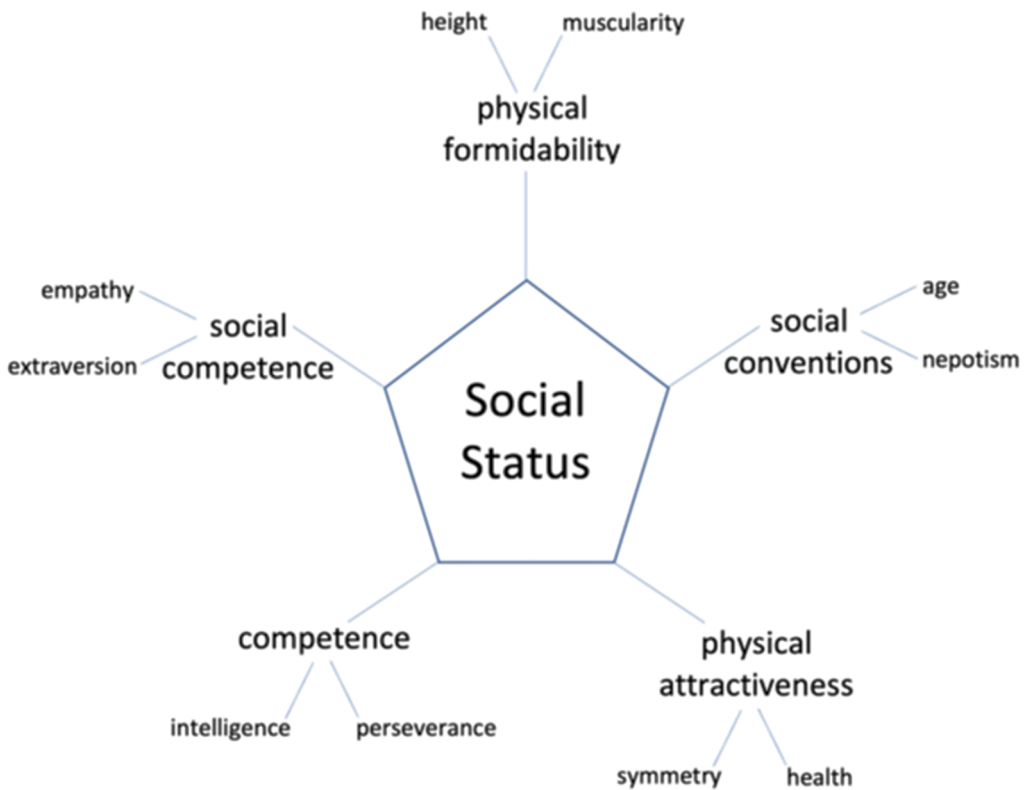 height
muscularity
physical
formidability
empathy
extraversion
social
competence
age
nepotism
social
conventions
Social
Status
competence
intelligence
perseverance
physical
attractiveness
symmetry
health